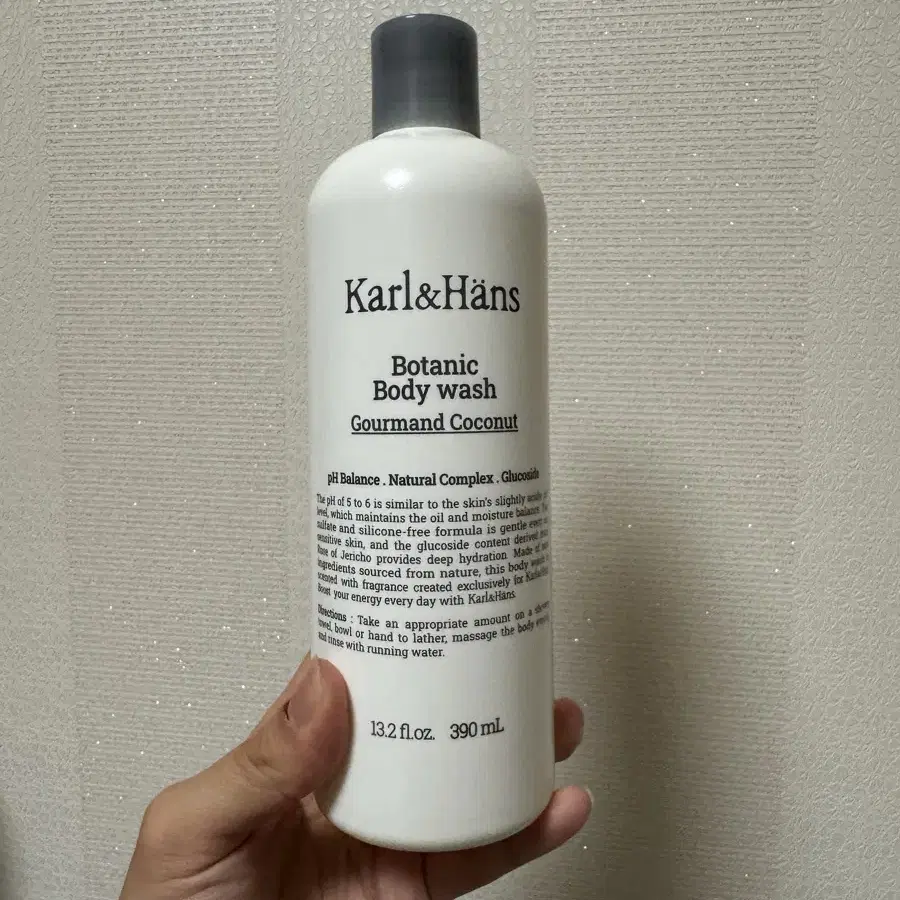 Karl&Häns
Botanic
Body wash
Gourmand Coconut
pH Balance . Natural Complex . Glucoside
The pH of 5 to 6 is similar to the skin's slightly acidic
level, which maintains the oil and moisture balance.
sulfate and silicone-free formula is gentle even
sensitive skin, and the glucoside content derived from
Rose of Jericho provides deep hydration. Made of
ingredients sourced from nature, this body wash is
scented with fragrance created exclusively for Karl&Häns.
Boost your energy every day with Karl&Häns.
Directions : Take an appropriate amount on a shower
towel, bowl or hand to lather, massage the body evenly
and rinse with running water.
13.2 fl.oz. 390 mL